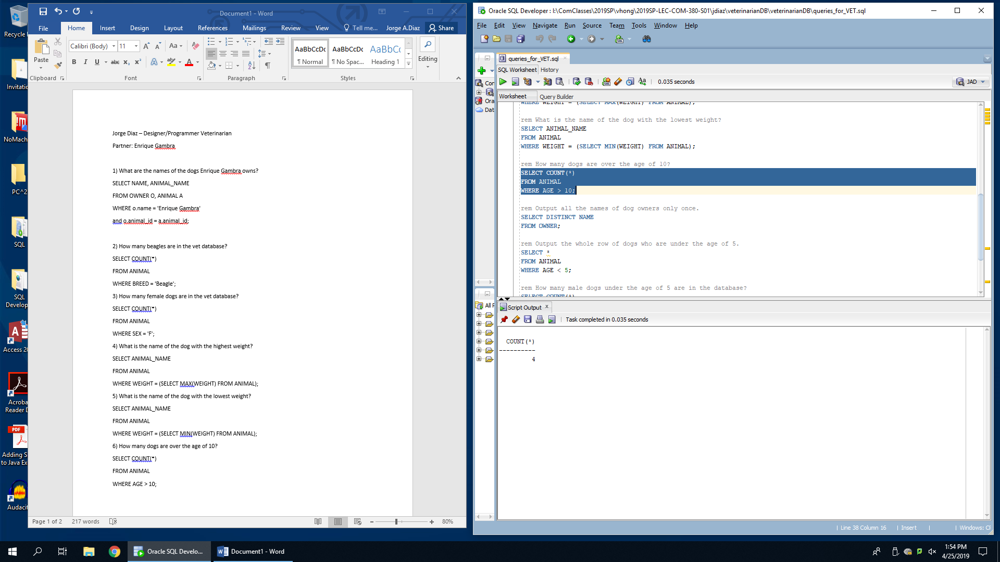 Recycle
Invitatio
NoMach
PC^2
SQL
SQL
Develop
Access 20
Acroba
Reader D
PDF
Adding S
to Java Ex
Audacit
Document1 - Word
File Home Insert Design Layout References Mailings Review View Tell me... Jorge A.Diaz Share
Paste
Calibri (Body) 11 Aa
B I U abc x₂ x² A
AaBbCcDc AaBbCcDc AaBbCc
¶ Normal ¶ No Spac... Heading 1
Editing
Clipboard Font Paragraph Styles
Jorge Diaz – Designer/Programmer Veterinarian
Partner: Enrique Gambra
1) What are the names of the dogs Enrique Gambra owns?
SELECT NAME, ANIMAL_NAME
FROM OWNER O, ANIMAL A
WHERE o.name = 'Enrique Gambra'
and o.animal_id = a.animal_id;
2) How many beagles are in the vet database?
SELECT COUNT(*)
FROM ANIMAL
WHERE BREED = 'Beagle';
3) How many female dogs are in the vet database?
SELECT COUNT(*)
FROM ANIMAL
WHERE SEX = 'F';
4) What is the name of the dog with the highest weight?
SELECT ANIMAL_NAME
FROM ANIMAL
WHERE WEIGHT = (SELECT MAX(WEIGHT) FROM ANIMAL);
5) What is the name of the dog with the lowest weight?
SELECT ANIMAL_NAME
FROM ANIMAL
WHERE WEIGHT = (SELECT MIN(WEIGHT) FROM ANIMAL);
6) How many dogs are over the age of 10?
SELECT COUNT(*)
FROM ANIMAL
WHERE AGE > 10;
Page 1 of 2 217 words 80%
Oracle SQL Developer : I:\ComClasses\2019SP\vhong\2019SP-LEC-COM-380-S01\jdiaz\veterinarianDB\veterinarianDB\queries_for_VET.sql
File Edit View Navigate Run Source Team Tools Window Help
queries_for_VET.sql
SQL Worksheet History
0.035 seconds
JAD
Con
Ora
Dat
All R
Worksheet Query Builder
WHERE WEIGHT = (SELECT MAX(WEIGHT) FROM ANIMAL);
rem What is the name of the dog with the lowest weight?
SELECT ANIMAL_NAME
FROM ANIMAL
WHERE WEIGHT = (SELECT MIN(WEIGHT) FROM ANIMAL);
rem How many dogs are over the age of 10?
SELECT COUNT(*)
FROM ANIMAL
WHERE AGE > 10;
rem Output all the names of dog owners only once.
SELECT DISTINCT NAME
FROM OWNER;
rem Output the whole row of dogs who are under the age of 5.
SELECT *
FROM ANIMAL
WHERE AGE < 5;
rem How many male dogs under the age of 5 are in the database?
SELECT COUNT(*)
Script Output
Task completed in 0.035 seconds
COUNT(*)
----------
4
Line 38 Column 16 Insert Windows: CR
Oracle SQL Develo... Document1 - Word
1:54 PM
4/25/2019